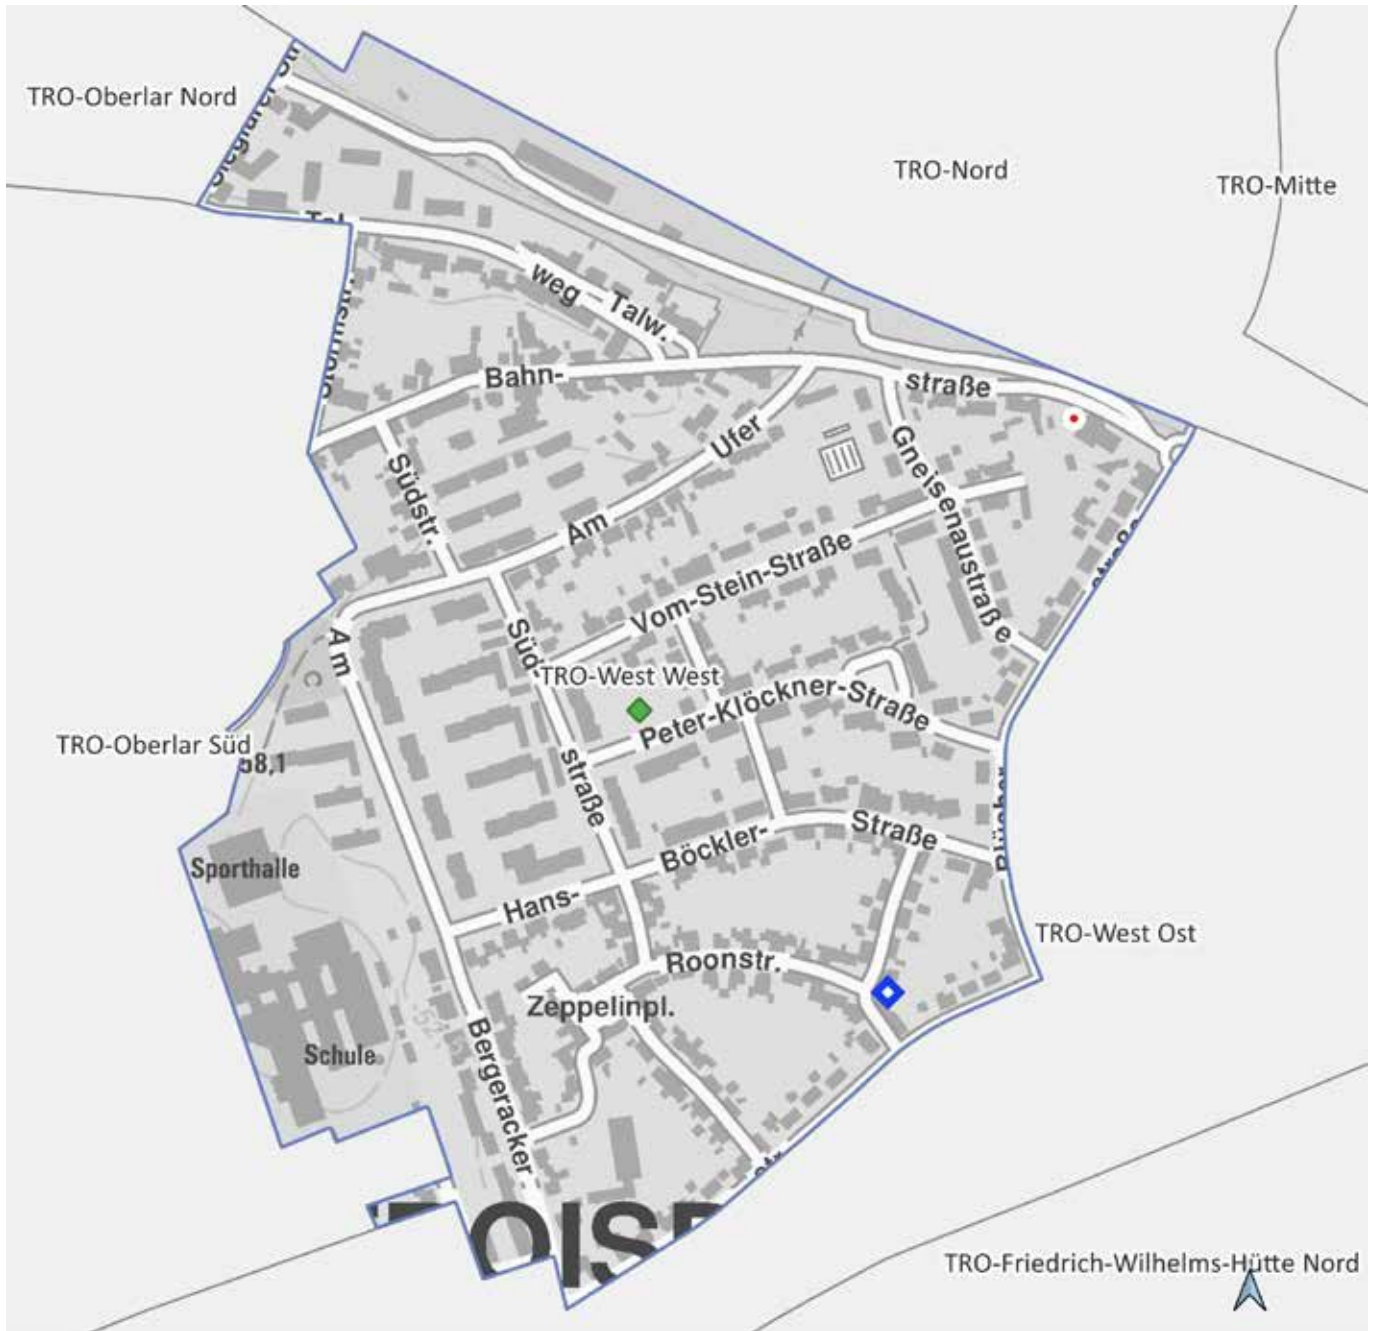 TRO-Oberlar Nord
TRO-Nord
TRO-Mitte
weg
Talw.
Bahn-
straße
Ufer
Gneisenaustraße
Südstr.
Am
Vom-Stein-Straße
Am
Süd-
TRO-West West
Peter-Klöckner-Straße
TRO-Oberlar Süd
58,1
straße
Straße
Böckler-
Sporthalle
Hans-
TRO-West Ost
Roonstr.
Zeppelinpl.
Schule
Bergeracker
TRO-Friedrich-Wilhelms-Hütte Nord